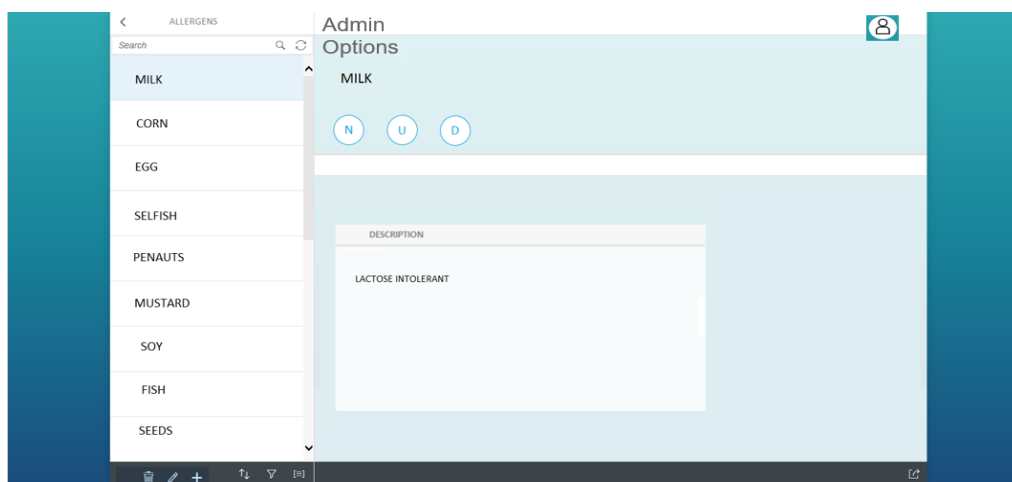 ALLERGENS
Search
MILK
CORN
EGG
SELFISH
PENAUTS
MUSTARD
SOY
FISH
SEEDS
Admin
Options
MILK
N U D
DESCRIPTION
LACTOSE INTOLERANT